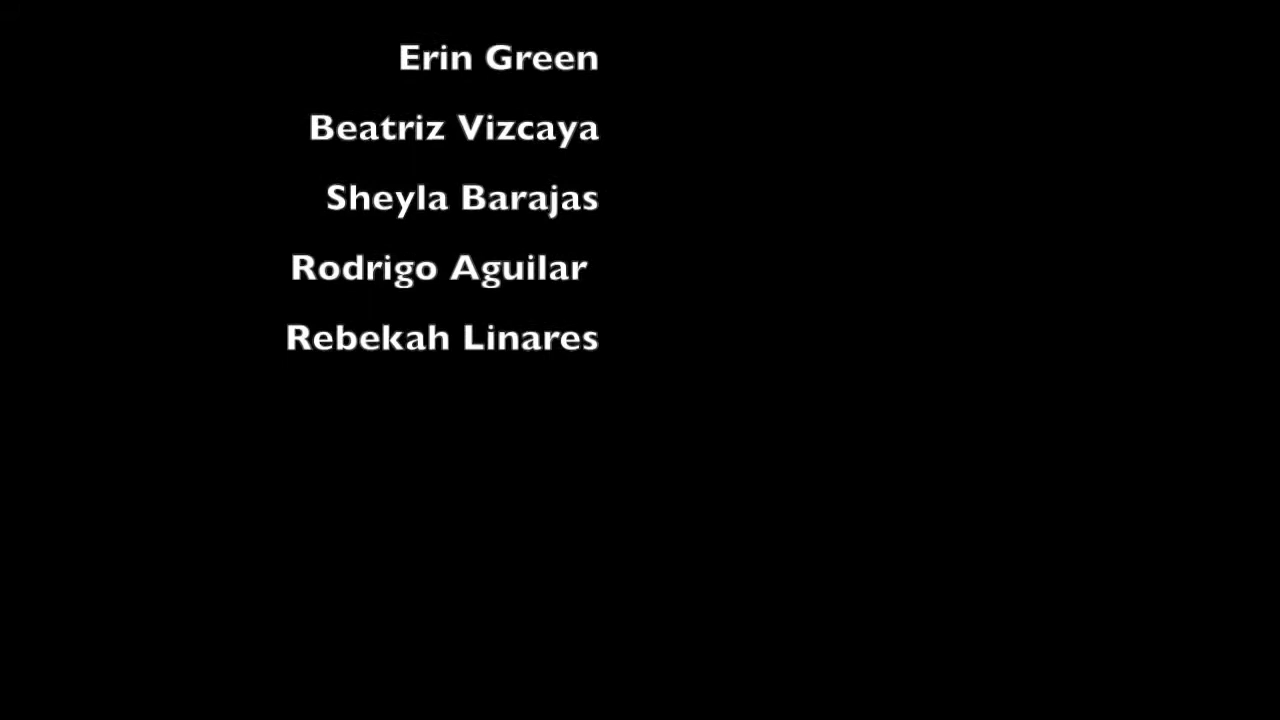 Erin Green
Beatriz Vizcaya
Sheyla Barajas
Rodrigo Aguilar
Rebekah Linares